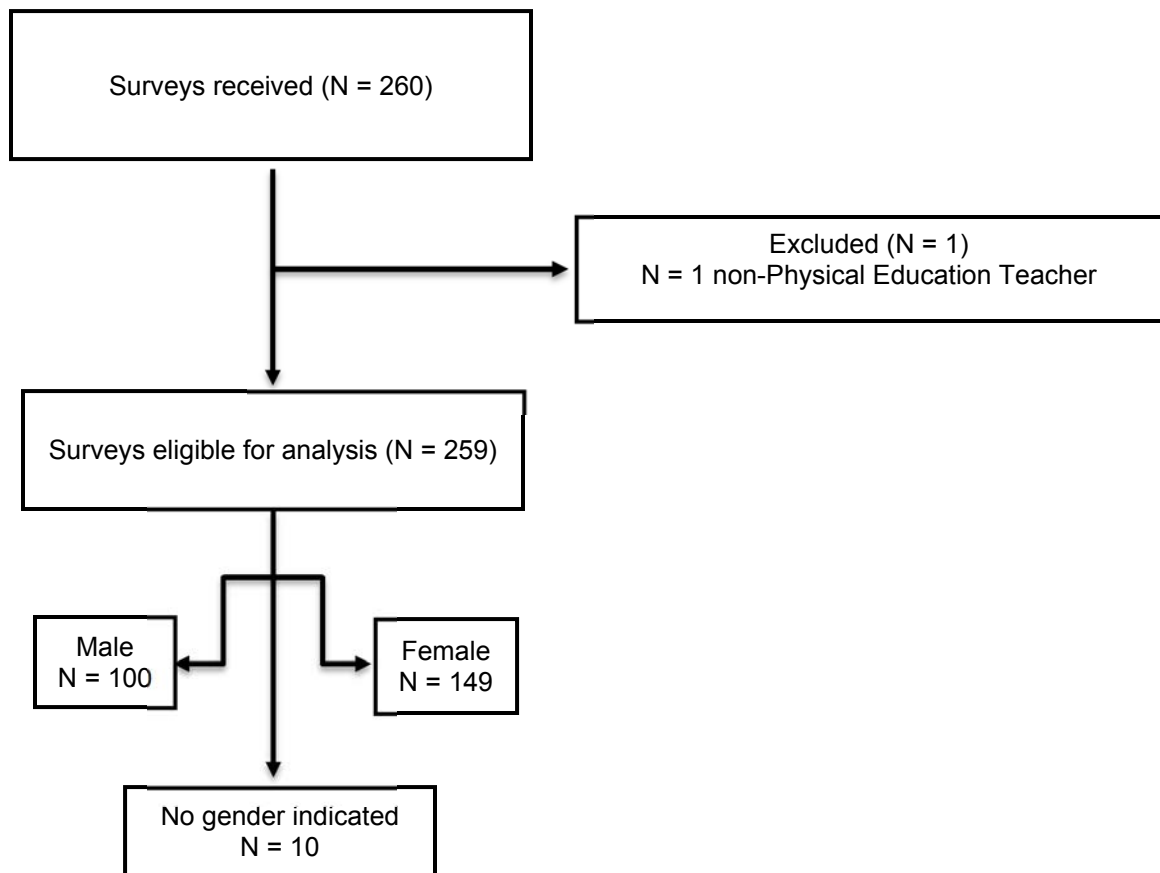 Surveys received (N = 260)
Excluded (N = 1)
N = 1 non-Physical Education Teacher
Surveys eligible for analysis (N = 259)
Male
N = 100
Female
N = 149
No gender indicated
N = 10